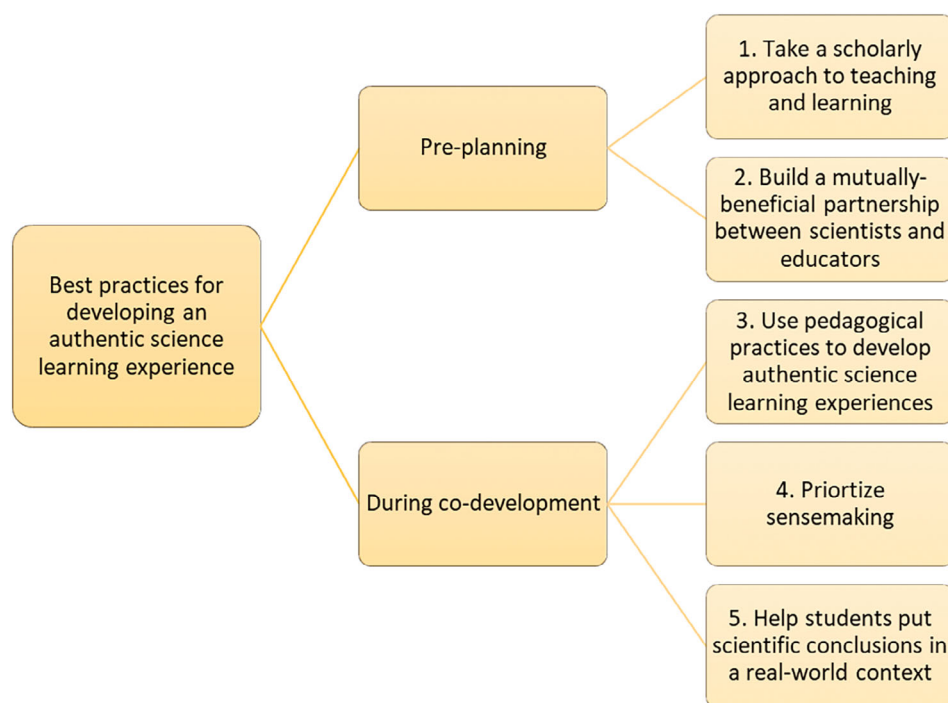 Best practices for
developing an
authentic science
learning experience
Pre-planning
1. Take a scholarly
approach to teaching
and learning
2. Build a mutually-
beneficial partnership
between scientists and
educators
During co-development
3. Use pedagogical
practices to develop
authentic science
learning experiences
4. Priortize
sensemaking
5. Help students put
scientific conclusions in
a real-world context